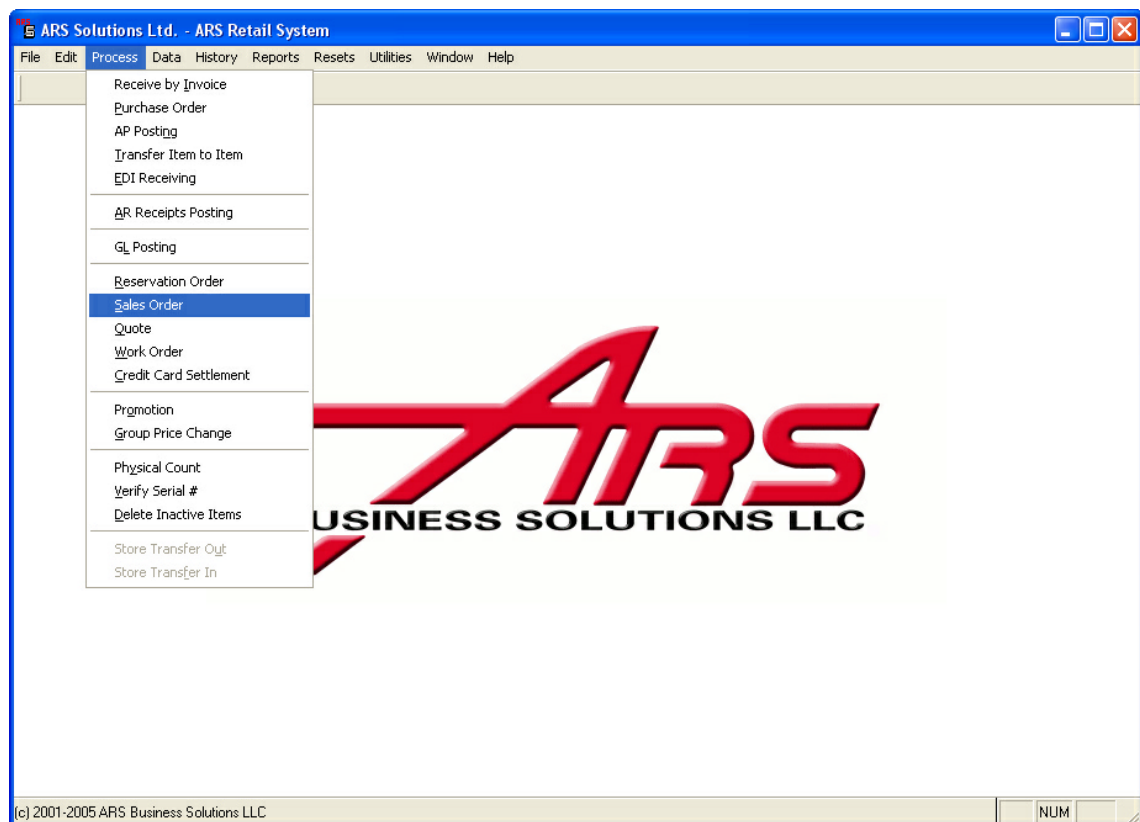 ARS Solutions Ltd. - ARS Retail System
File Edit Process Data History Reports Resets Utilities Window Help
Receive by Invoice
Purchase Order
AP Posting
Transfer Item to Item
EDI Receiving
AR Receipts Posting
GL Posting
Reservation Order
Sales Order
Quote
Work Order
Credit Card Settlement
Promotion
Group Price Change
Physical Count
Verify Serial #
Delete Inactive Items
Store Transfer Out
Store Transfer In
ARS
USINESS SOLUTIONS LLC
(c) 2001-2005 ARS Business Solutions LLC NUM